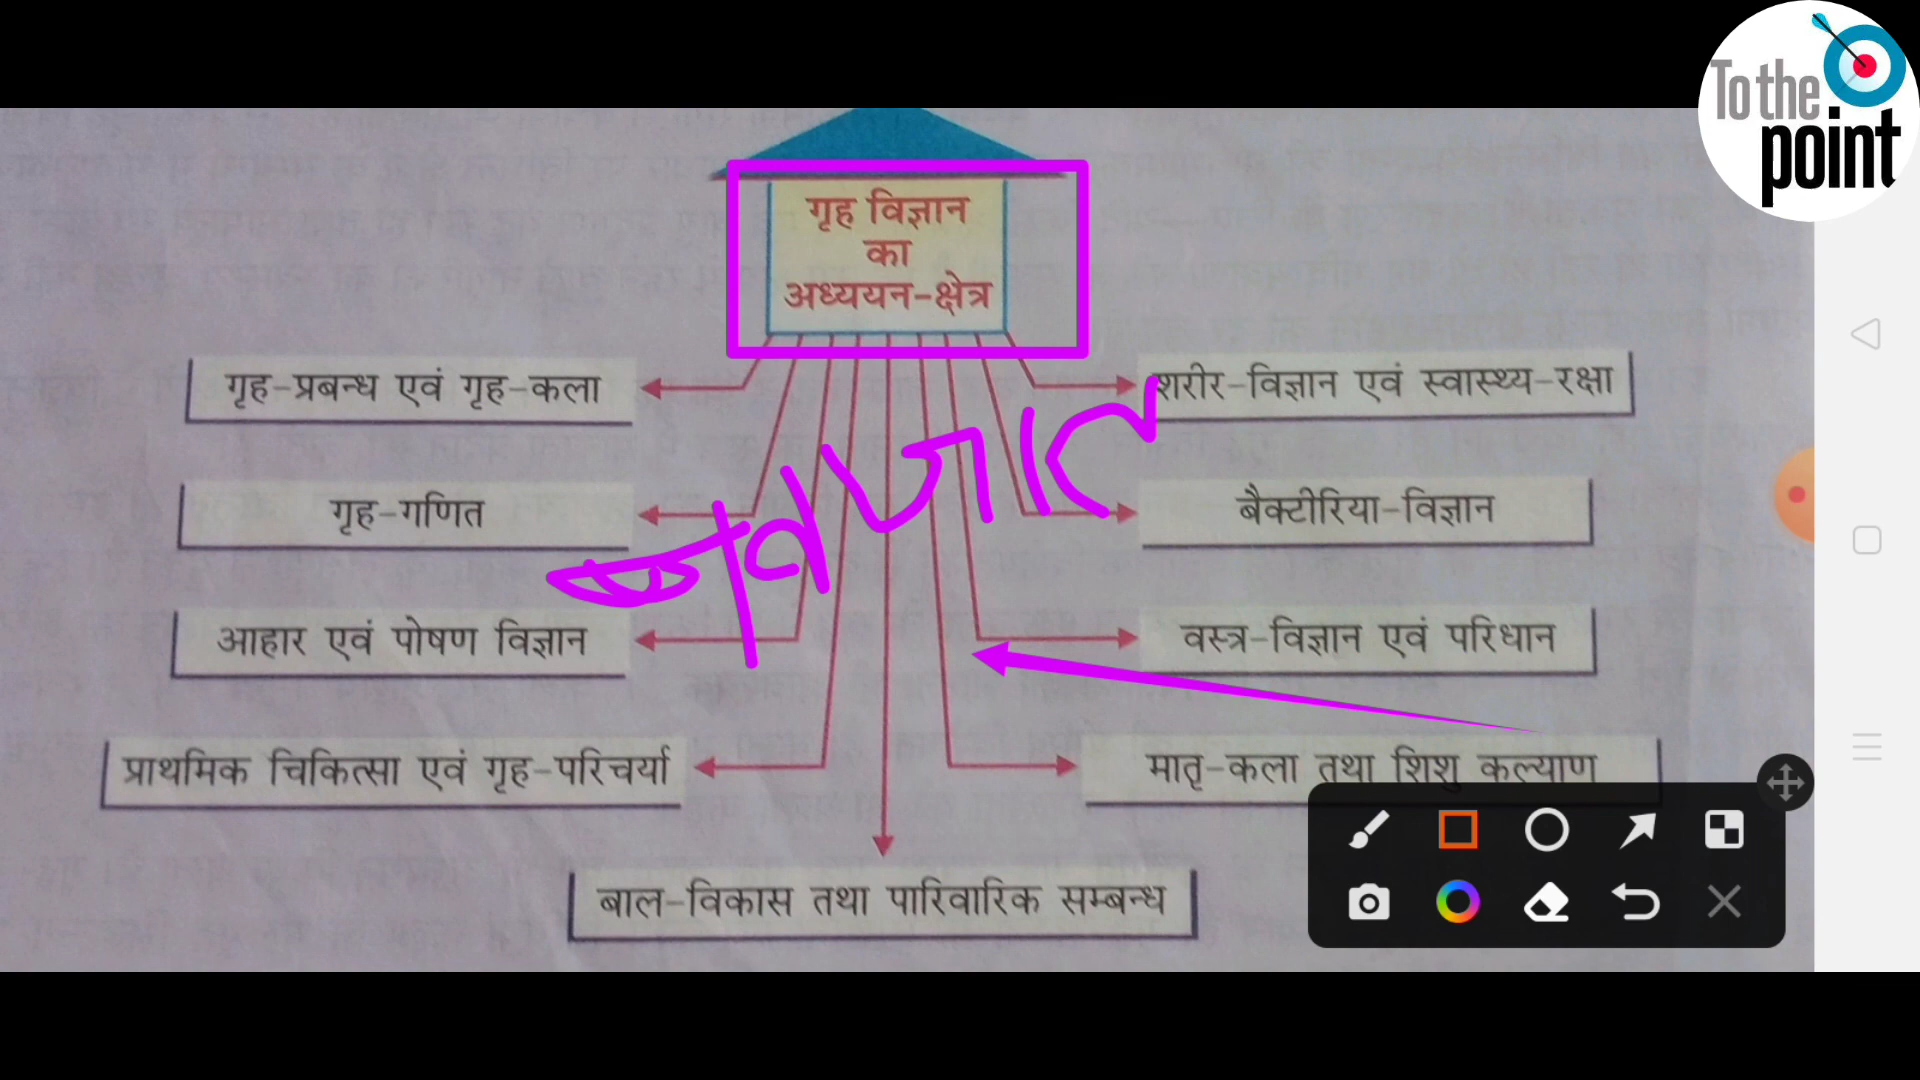 To the
point
गृह विज्ञान
का
अध्ययन-क्षेत्र
गृह-प्रबन्ध एवं गृह-कला
शरीर-विज्ञान एवं स्वास्थ्य-रक्षा
गृह-गणित
बैक्टीरिया-विज्ञान
आहार एवं पोषण विज्ञान
वस्त्र-विज्ञान एवं परिधान
प्राथमिक चिकित्सा एवं गृह-परिचर्या
मातृ-कला तथा शिशु कल्याण
बाल-विकास तथा पारिवारिक सम्बन्ध